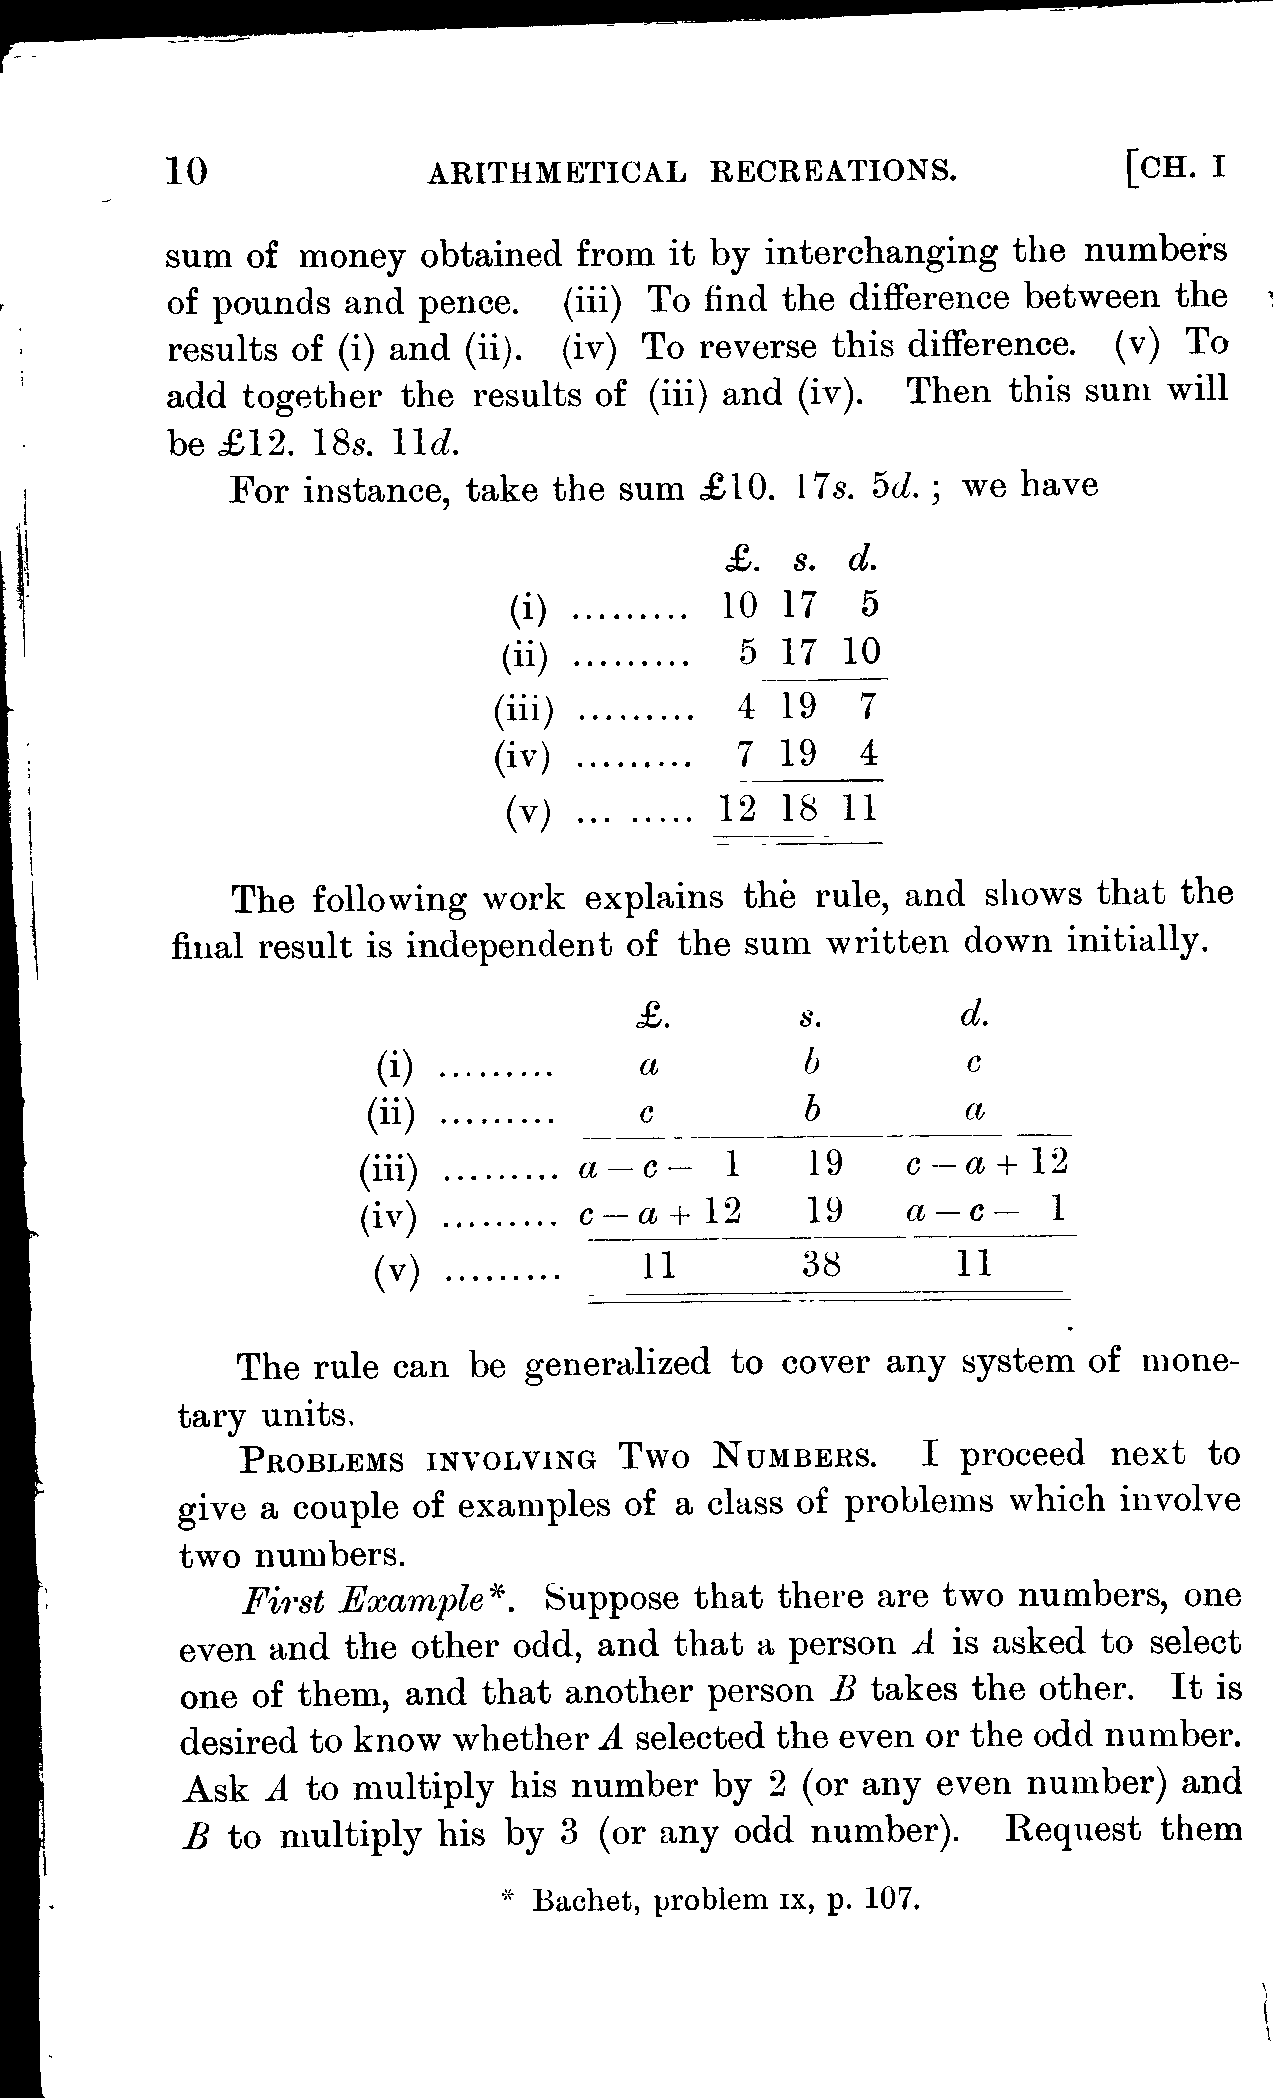 10 ARITHMETICAL RECREATIONS. [CH. I
sum of money obtained from it by interchanging the numbers
of pounds and pence. (iii) To find the difference between the
results of (i) and (ii). (iv) To reverse this difference. (v) To
add together the results of (iii) and (iv). Then this sum will
be £12. 18s. 11d.
For instance, take the sum £10. 17s. 5d. ; we have
£. s. d.
(i) ......... 10 17 5
(ii) ......... 5 17 10
(iii) ......... 4 19 7
(iv) ......... 7 19 4
(v) ... ..... 12 18 11
The following work explains the rule, and shows that the
final result is independent of the sum written down initially.
£. s. d.
(i) ......... a b c
(ii) ......... c b a
(iii) ......... a – c – 1 19 c – a + 12
(iv) ......... c – a + 12 19 a – c – 1
(v) ......... 11 38 11
The rule can be generalized to cover any system of mone-
tary units.
PROBLEMS INVOLVING TWO NUMBERS. I proceed next to
give a couple of examples of a class of problems which involve
two numbers.
First Example*. Suppose that there are two numbers, one
even and the other odd, and that a person A is asked to select
one of them, and that another person B takes the other. It is
desired to know whether A selected the even or the odd number.
Ask A to multiply his number by 2 (or any even number) and
B to multiply his by 3 (or any odd number). Request them
* Bachet, problem IX, p. 107.